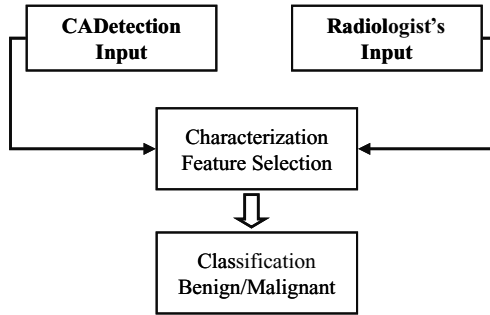 CADetection
Input
Radiologist's
Input
Characterization
Feature Selection
Classification
Benign/Malignant